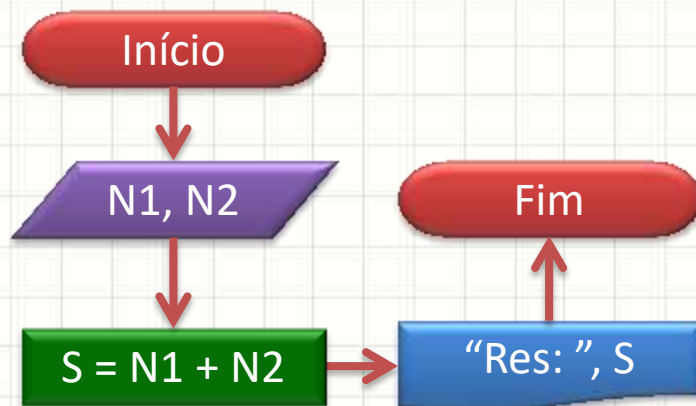 Início
N1, N2
S = N1 + N2
“Res: ”, S
Fim